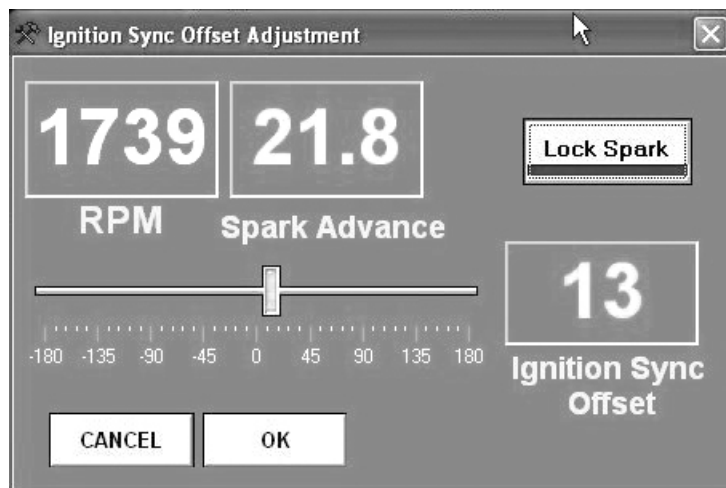 Ignition Sync Offset Adjustment
1739
21.8
Lock Spark
RPM
Spark Advance
13
-180 -135 -90 -45 0 45 90 135 180
Ignition Sync
Offset
CANCEL
OK